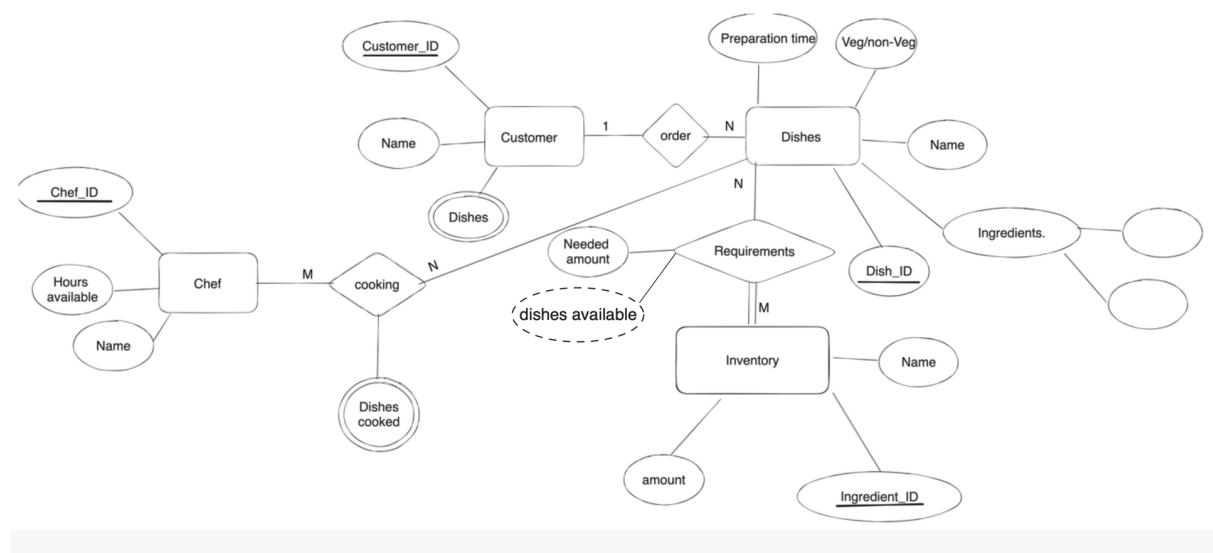 Customer_ID
Preparation time
Veg/non-Veg
Customer
1
order
N
Dishes
Name
Name
Chef_ID
Dishes
N
Ingredients.
Needed
amount
Requirements
Dish_ID
Chef
M
cooking
N
Hours
available
dishes available
M
Name
Inventory
Name
Dishes
cooked
amount
Ingredient_ID